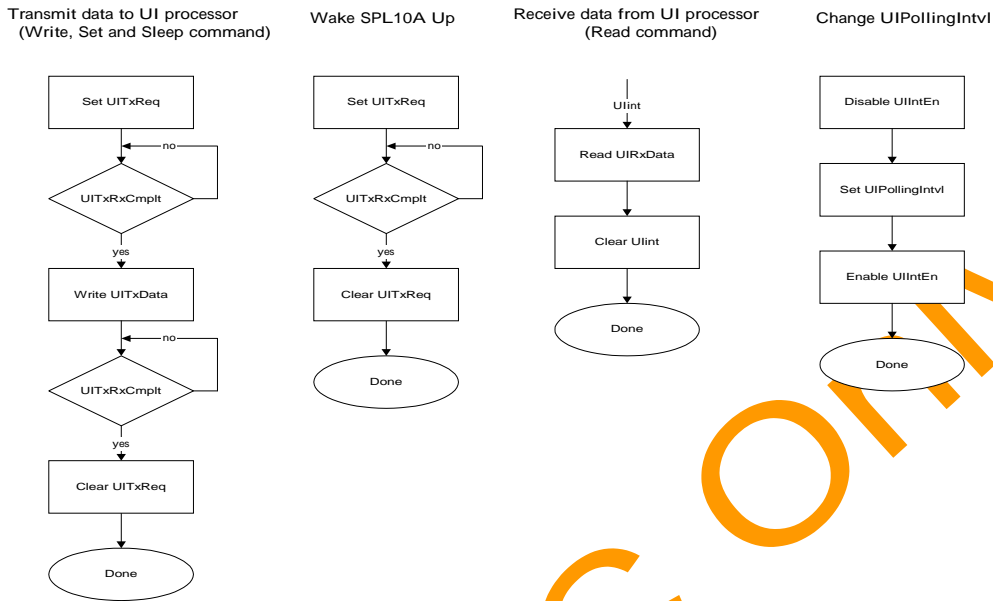 Transmit data to UI processor
(Write, Set and Sleep command)
Set UITxReq
no
UITxRxCmplt
yes
Write UITxData
no
UITxRxCmplt
yes
Clear UITxReq
Done
Wake SPL10A Up
Set UITxReq
no
UITxRxCmplt
yes
Clear UITxReq
Done
Receive data from UI processor
(Read command)
UIint
Read UIRxData
Clear UIint
Done
Change UIPollingIntvl
Disable UIIntEn
Set UIPollingIntvl
Enable UIIntEn
Done